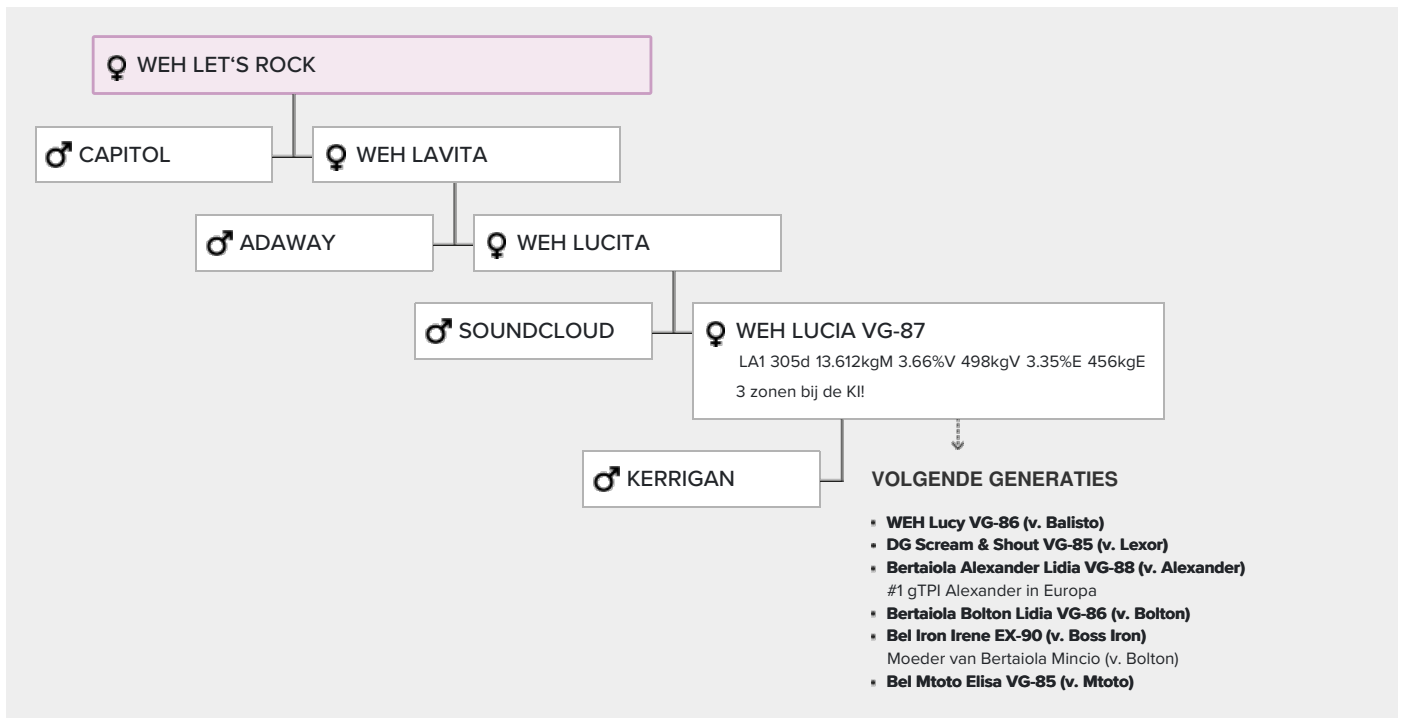 WEH LET‘S ROCK
CAPITOL
WEH LAVITA
ADAWAY
WEH LUCITA
SOUNDCLOUD
WEH LUCIA VG-87
LA1 305d 13.612kgM 3.66%V 498kgV 3.35%E 456kgE
3 zonen bij de KI!
KERRIGAN
VOLGENDE GENERATIES
WEH Lucy VG-86 (v. Balisto)
DG Scream & Shout VG-85 (v. Lexor)
Bertaiola Alexander Lidia VG-88 (v. Alexander)
#1 gTPI Alexander in Europa
Bertaiola Bolton Lidia VG-86 (v. Bolton)
Bel Iron Irene EX-90 (v. Boss Iron)
Moeder van Bertaiola Mincio (v. Bolton)
Bel Mtoto Elisa VG-85 (v. Mtoto)